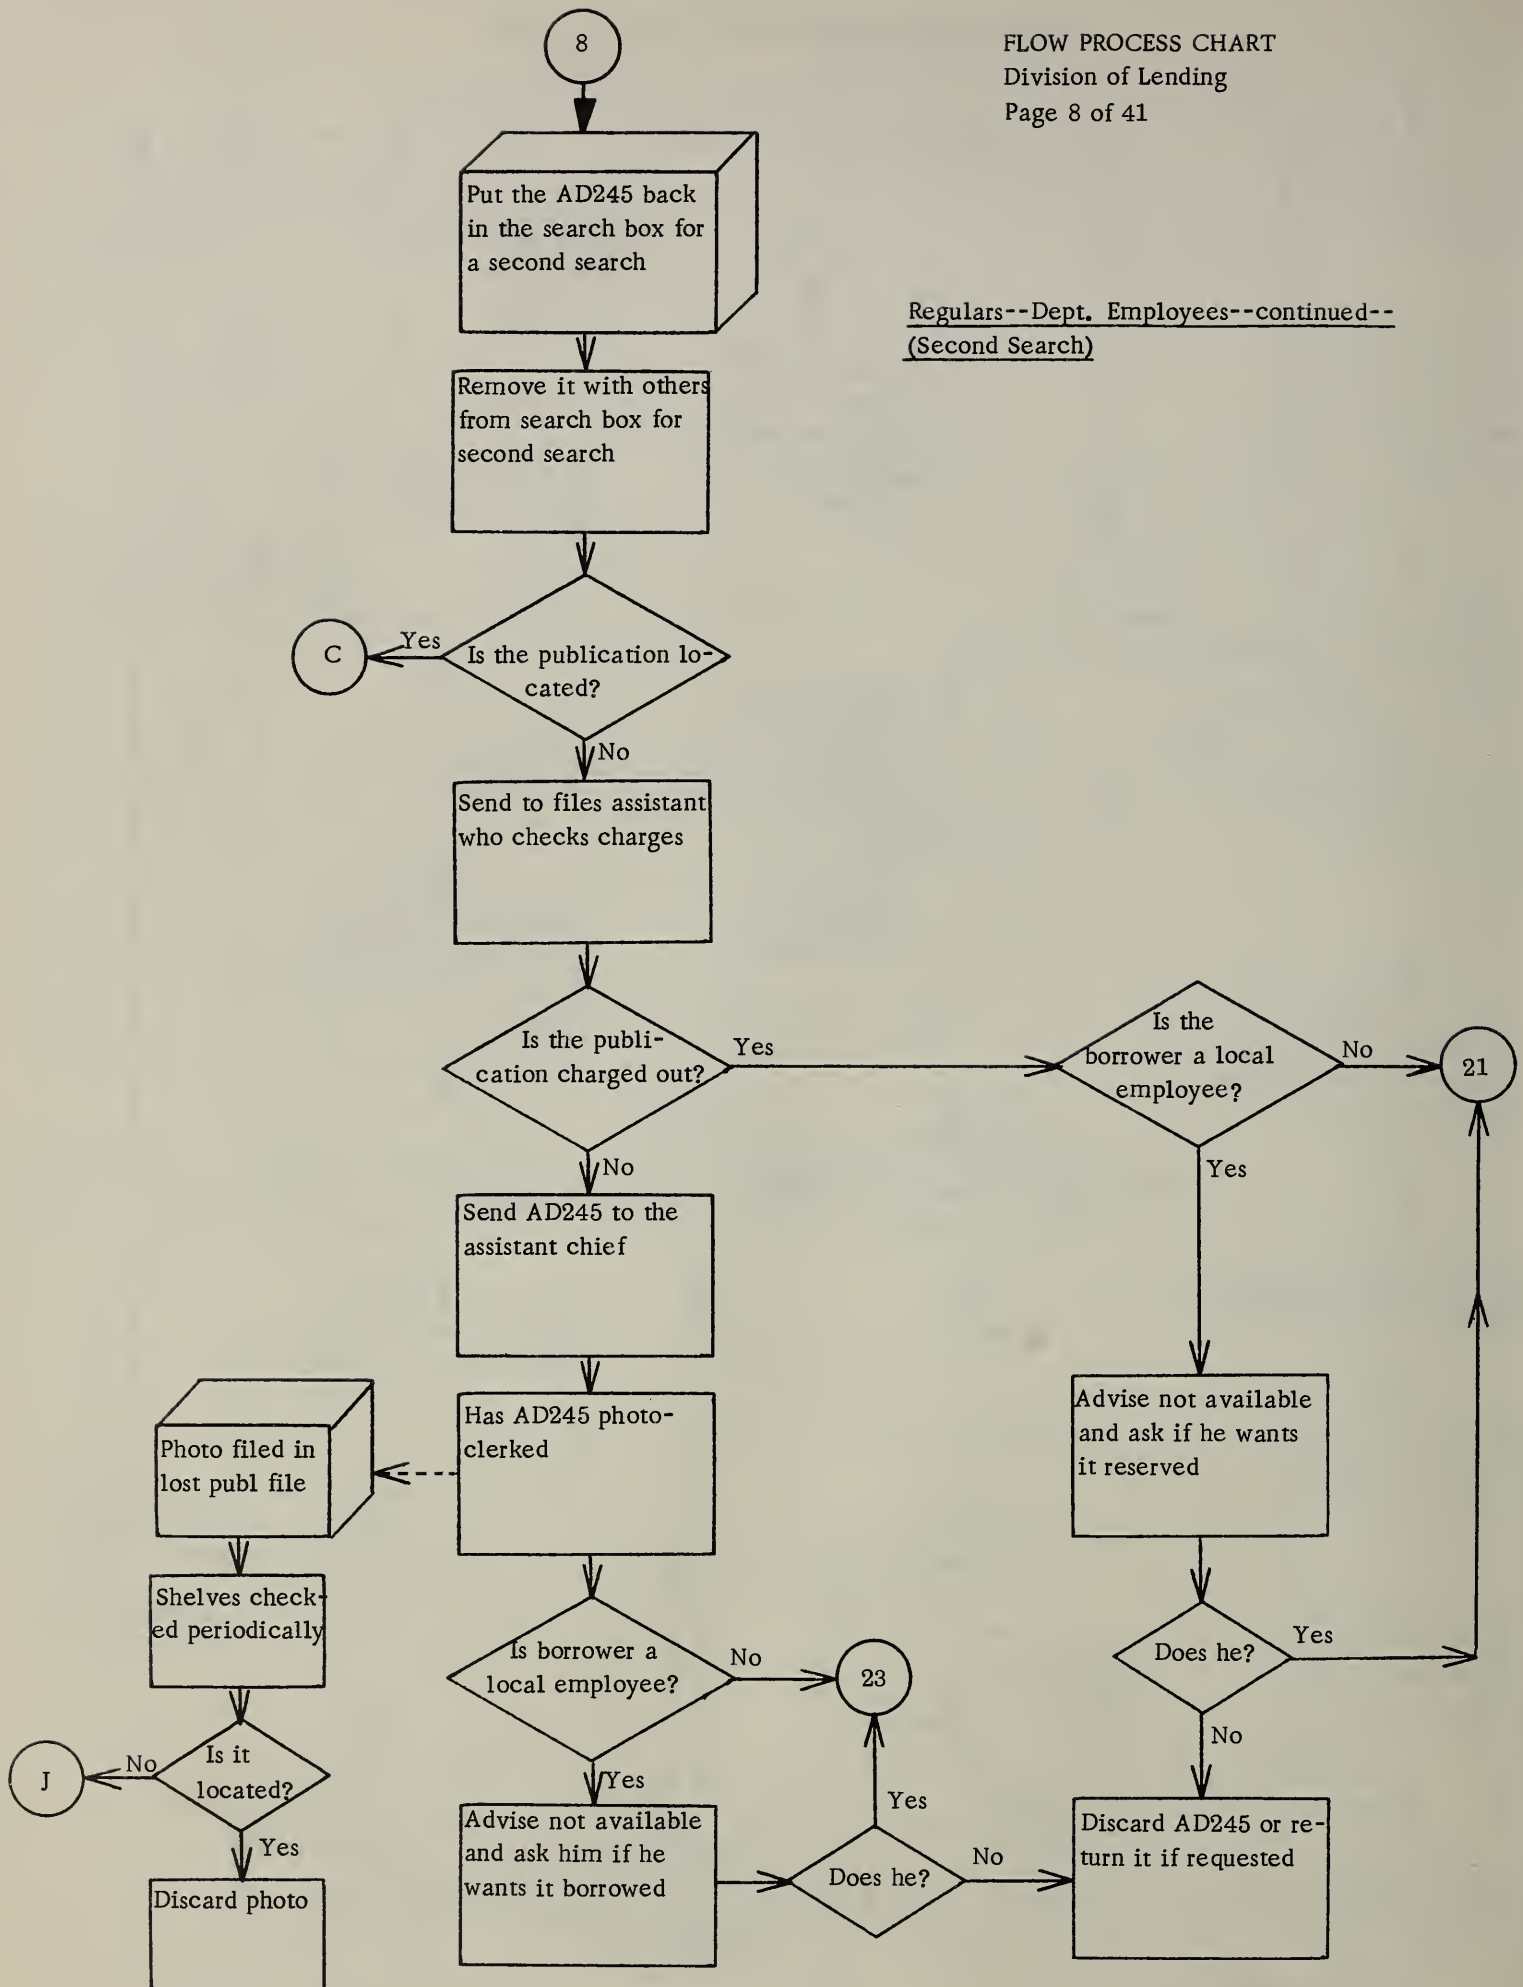 8
FLOW PROCESS CHART
Division of Lending
Page 8 of 41
Put the AD245 back
in the search box for
a second search
Regulars--Dept. Employees--continued--
(Second Search)
Remove it with others
from search box for
second search
C
Yes
Is the publication lo-
cated?
No
Send to files assistant
who checks charges
Is the publi-
cation charged out?
Yes
Is the
borrower a local
employee?
No
21
No
Yes
Send AD245 to the
assistant chief
Has AD245 photo-
clerked
Photo filed in
lost publ file
Advise not available
and ask if he wants
it reserved
Shelves check-
ed periodically
Is borrower a
local employee?
No
23
Does he?
Yes
J
No
Is it
located?
Yes
Yes
No
Yes
Advise not available
and ask him if he
wants it borrowed
Does he?
No
Discard AD245 or re-
turn it if requested
Discard photo